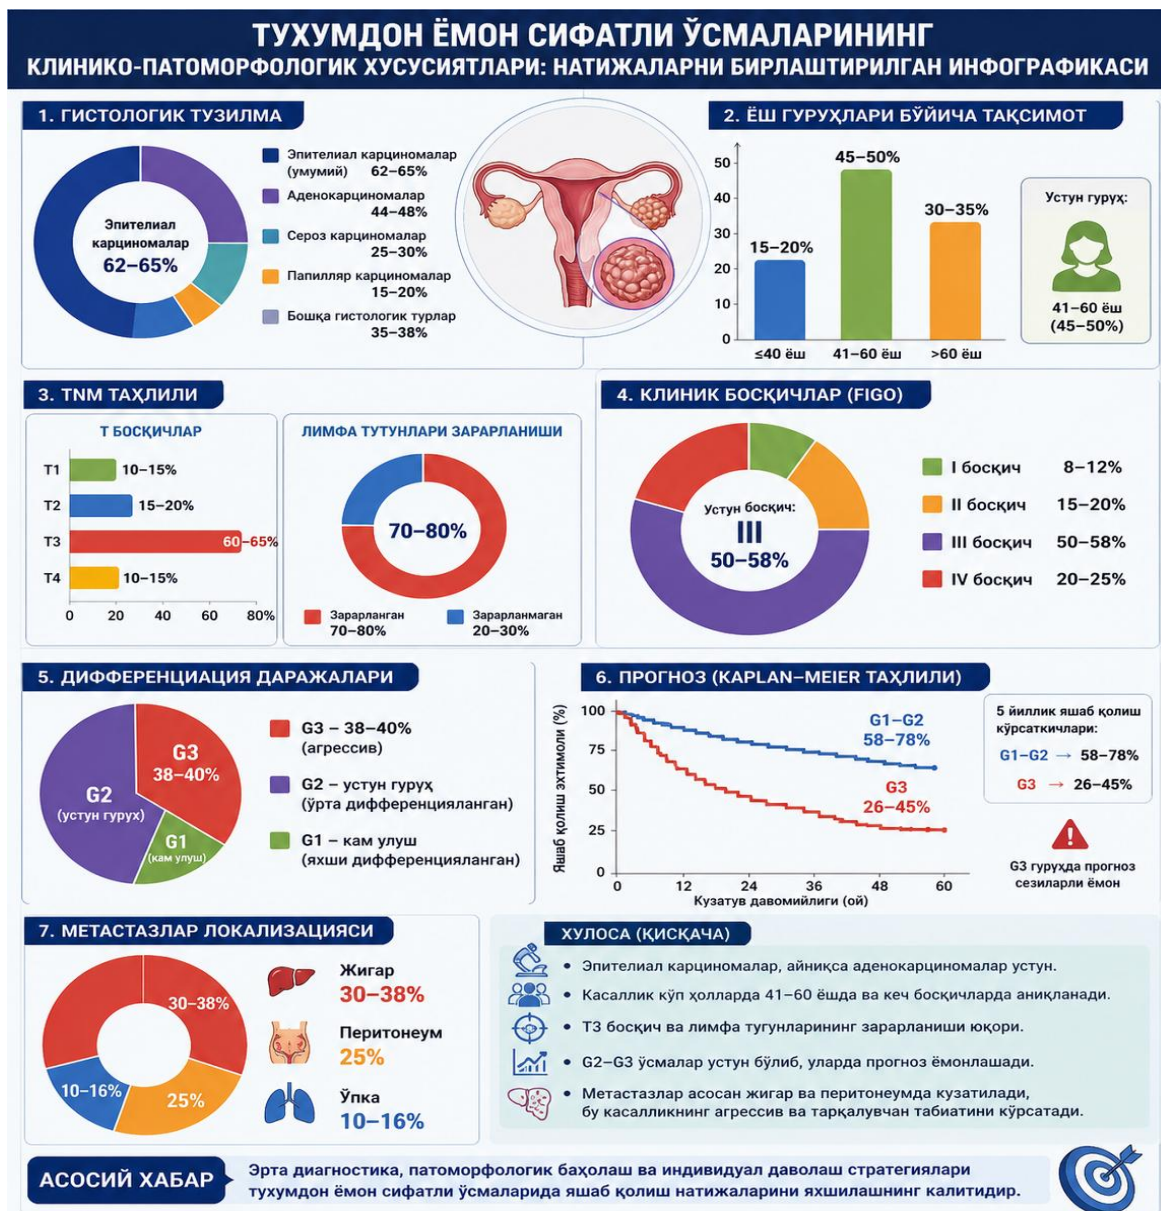 ТУХУМДОН ЁМОН СИФАТЛИ ЎСМАЛАРИНИНГ
КЛИНИКО-ПАТОМОРФОЛОГИК ХУСУСИЯТЛАРИ: НАТИЖАЛАРНИ БИРЛАШТИРИЛГАН ИНФОГРАФИКАСИ
1. ГИСТОЛОГИК ТУЗИЛМА
Эпителиал
карциномалар
62–65%
Эпителиал карциномалар
(умумий) 62–65%
Аденокарциномалар
44–48%
Сероз карциномалар
25–30%
Папилляр карциномалар
15–20%
Бошқа гистологик турлар
35–38%
2. ЁШ ГУРУҲЛАРИ БЎЙИЧА ТАҚСИМОТ
50
40
30
20
10
0
15–20%
45–50%
30–35%
≤40 ёш
41–60 ёш
>60 ёш
Устун гуруҳ:
41–60 ёш
(45–50%)
3. TNM ТАҲЛИЛИ
Т БОСҚИЧЛАР
T1 10–15%
T2 15–20%
T3 60–65%
T4 10–15%
0 20 40 60 80%
ЛИМФА ТУТУНЛАРИ ЗАРАРЛАНИШИ
70–80%
Зарарланган
70–80%
Зарарланмаган
20–30%
4. КЛИНИК БОСҚИЧЛАР (FIGO)
Устун босқич:
III
50–58%
I босқич 8–12%
II босқич 15–20%
III босқич 50–58%
IV босқич 20–25%
5. ДИФФЕРЕНЦИАЦИЯ ДАРАЖАЛАРИ
G3
38–40%
G2
(устун гурух)
G1
(кам улуш)
G3 – 38–40%
(агрессив)
G2 – устун гуруҳ
(ўрта дифференцияланган)
G1 – кам улуш
(яхши дифференцияланган)
6. ПРОГНОЗ (KAPLAN–MEIER ТАҲЛИЛИ)
Яшаб қолиш эҳтимоли (%)
100
75
50
25
0
0 12 24 36 48 60
Кузатув давомийлиги (ой)
G1–G2
58–78%
G3
26–45%
5 йиллик яшаб қолиш
кўрсаткичлари:
G1–G2 → 58–78%
G3 → 26–45%
G3 гуруҳда прогноз
сезиларли ёмон
7. МЕТАСТАЗЛАР ЛОКАЛИЗАЦИЯСИ
30–38%
10–16%
25%
Жигар
30–38%
Перитонеум
25%
Ўпка
10–16%
ХУЛОСА (ҚИСҚАЧА)
• Эпителиал карциномалар, айниқса аденокарциномалар устун.
• Касаллик кўп ҳолларда 41–60 ёшда ва кеч босқичларда аниқланади.
• Т3 босқич ва лимфа тугунларининг зарарланиши юқори.
• G2–G3 ўсмалар устун бўлиб, уларда прогноз ёмонлашади.
• Метастазлар асосан жигар ва перитонеумда кузатилади,
бу касалликнинг агрессив ва тарқалувчан табиатини кўрсатади.
АСОСИЙ ХАБАР
Эрта диагностика, патоморфологик баҳолаш ва индивидуал даволаш стратегиялари
тухумдон ёмон сифатли ўсмаларида яшаб қолиш натижаларини яхшилашнинг калитидир.